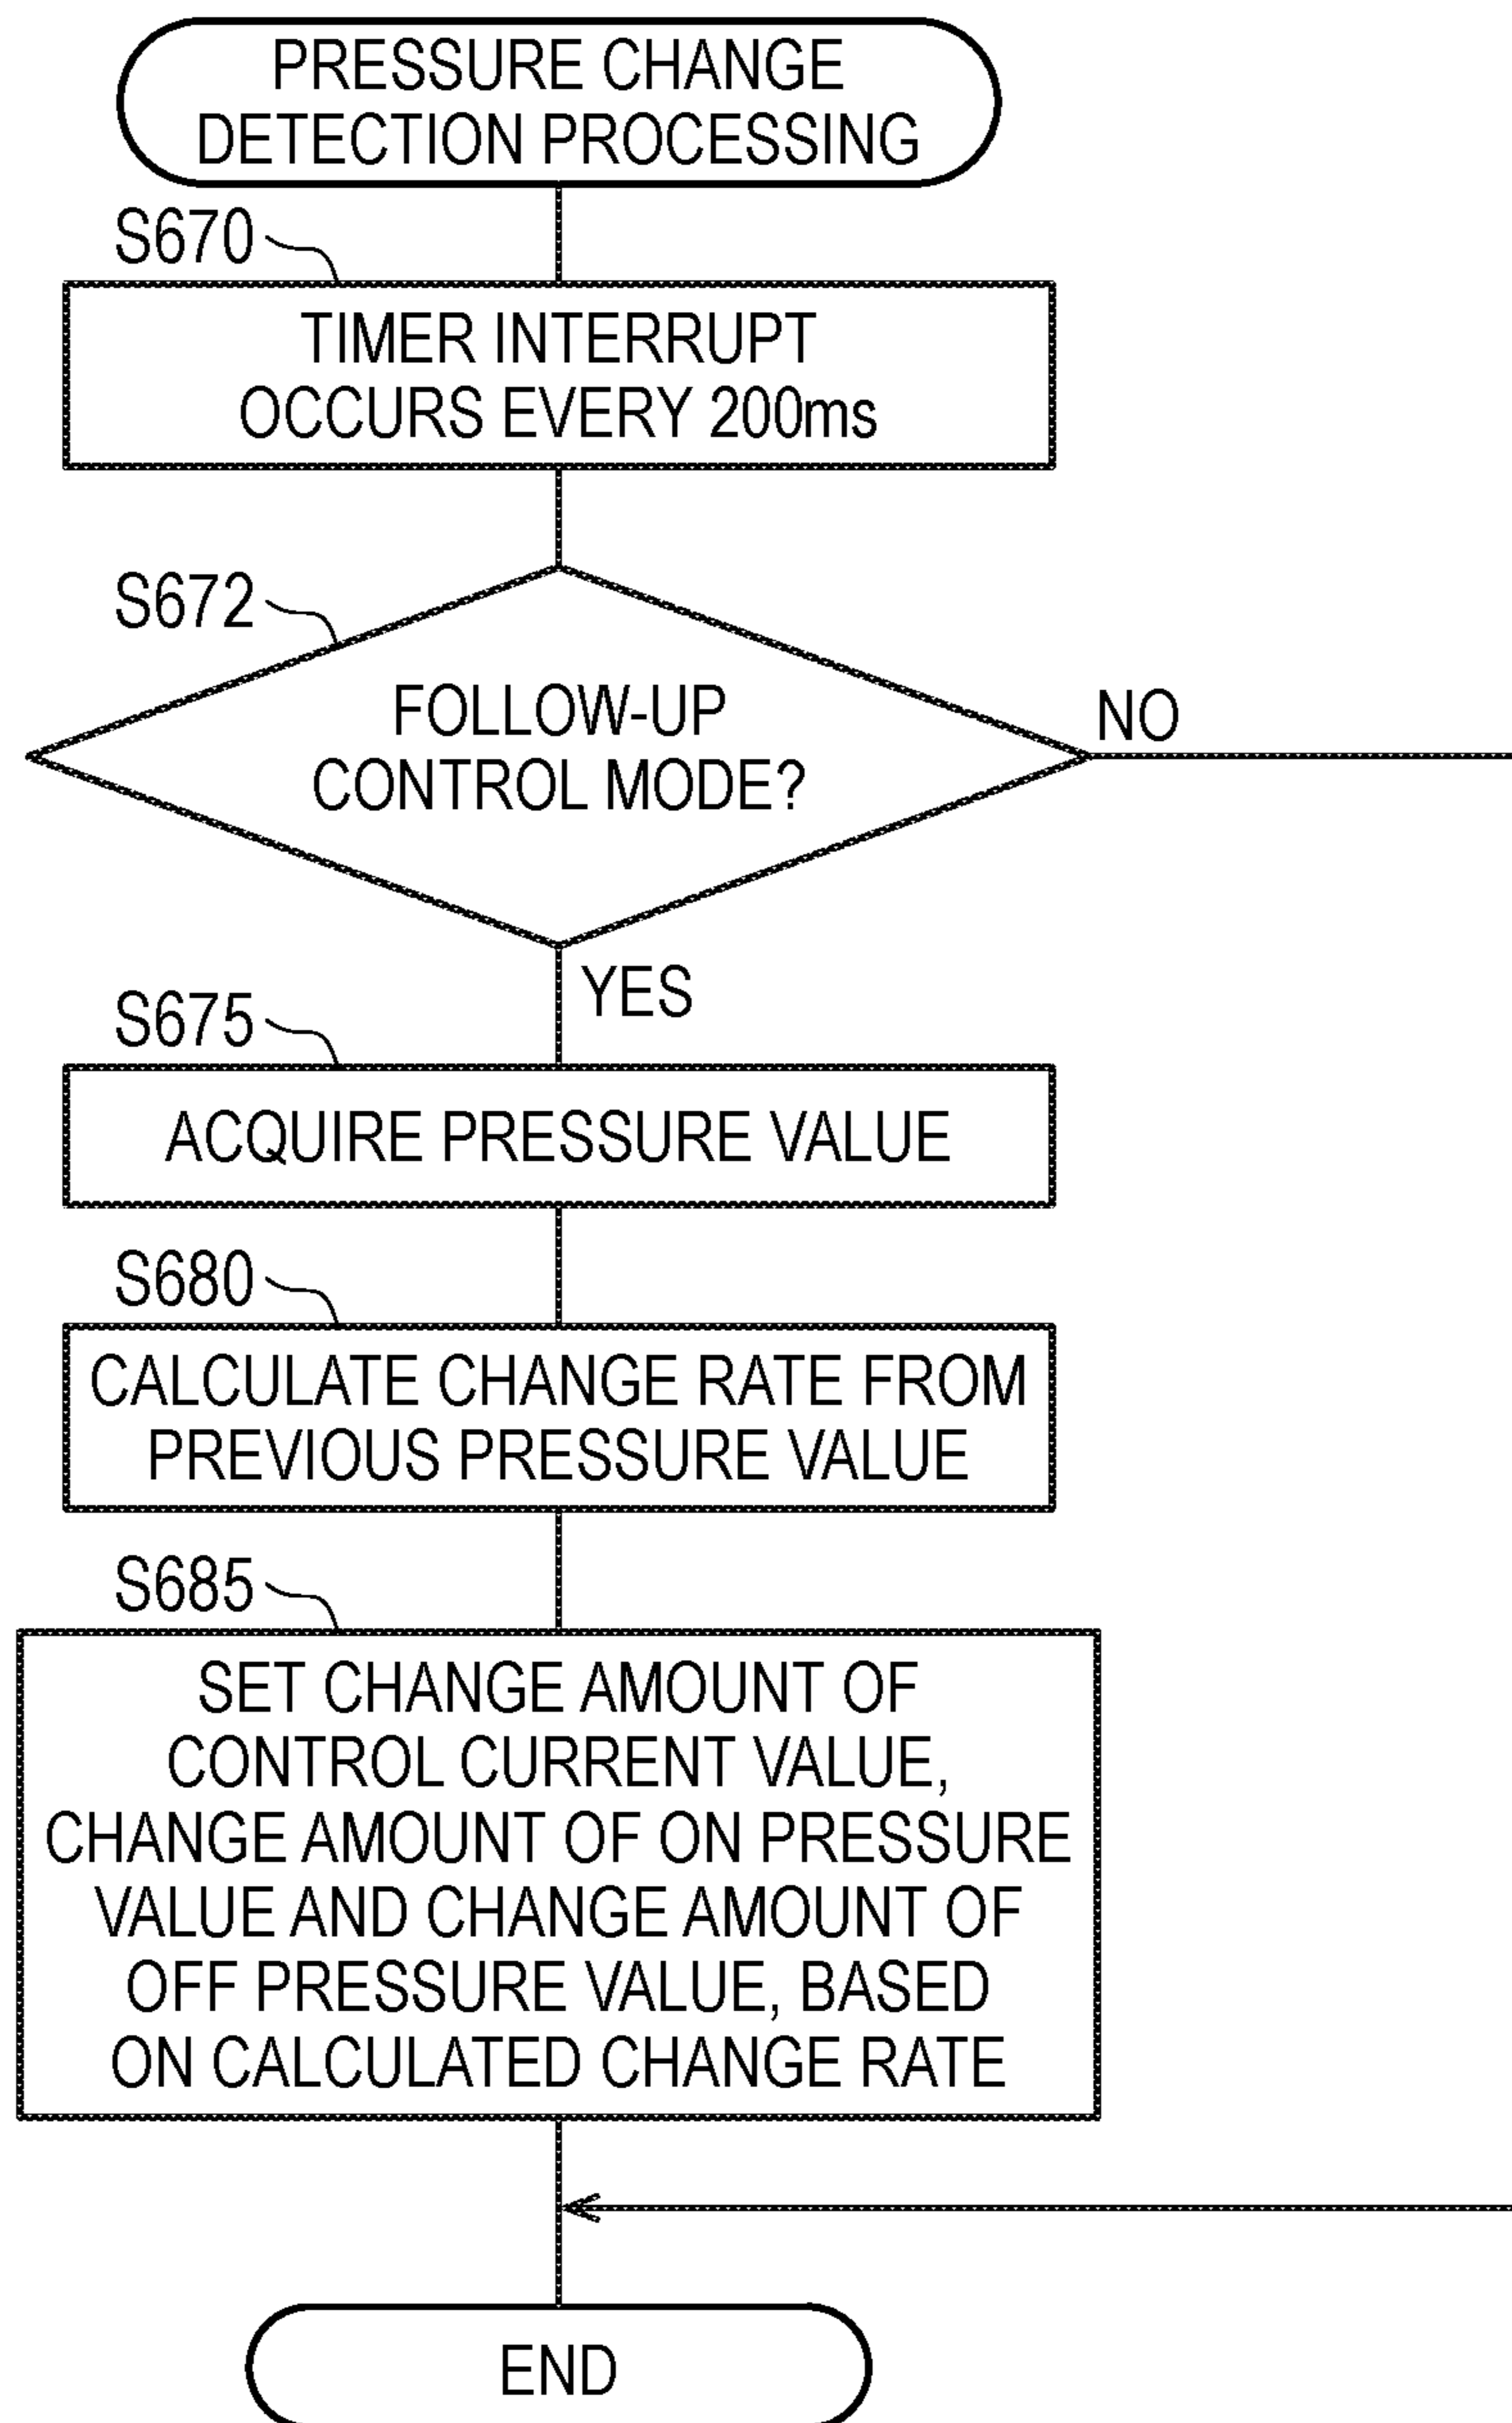 PRESSURE CHANGE
DETECTION PROCESSING
S670
TIMER INTERRUPT
OCCURS EVERY 200ms
S672
FOLLOW-UP
CONTROL MODE?
NO
YES
S675
ACQUIRE PRESSURE VALUE
S680
CALCULATE CHANGE RATE FROM
PREVIOUS PRESSURE VALUE
S685
SET CHANGE AMOUNT OF
CONTROL CURRENT VALUE,
CHANGE AMOUNT OF ON PRESSURE
VALUE AND CHANGE AMOUNT OF
OFF PRESSURE VALUE, BASED
ON CALCULATED CHANGE RATE
END